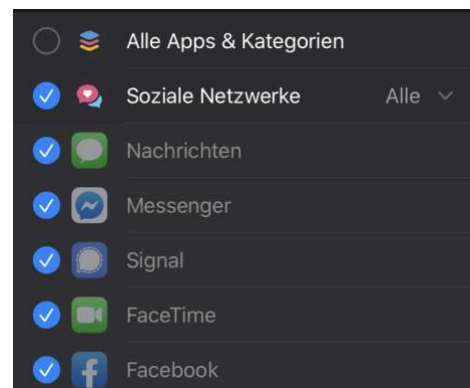 Alle Apps & Kategorien
Soziale Netzwerke Alle
Nachrichten
Messenger
Signal
FaceTime
Facebook